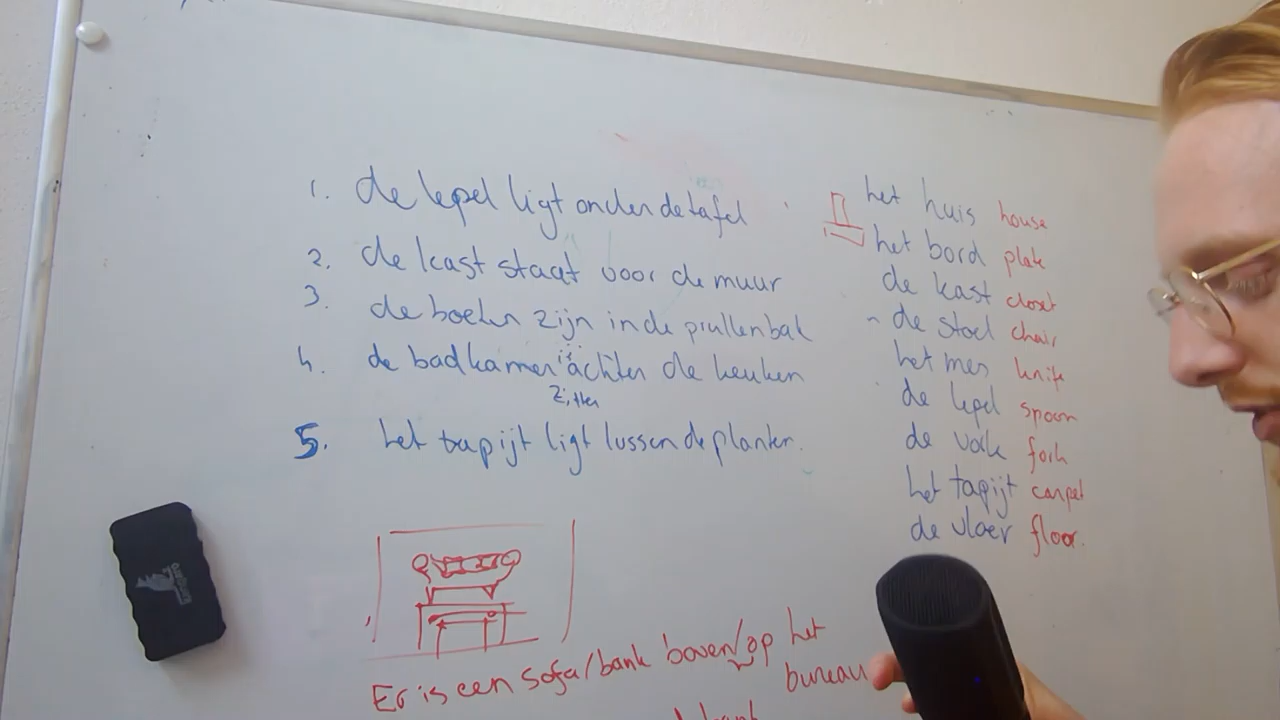 1. de lepel ligt onder de tafel
2. de kast staat voor de muur
3. de boeken zijn in de prullenbak
4. de badkamer is achter de keuken
zitten
5. het tapijt ligt tussen de planten.
het huis house
het bord plate
de kast closet
de stoel chair
het mes knife
de lepel spoon
de vork fork
het tapijt carpet
de vloer floor.
Er is een sofa/bank boven/op het
bureau